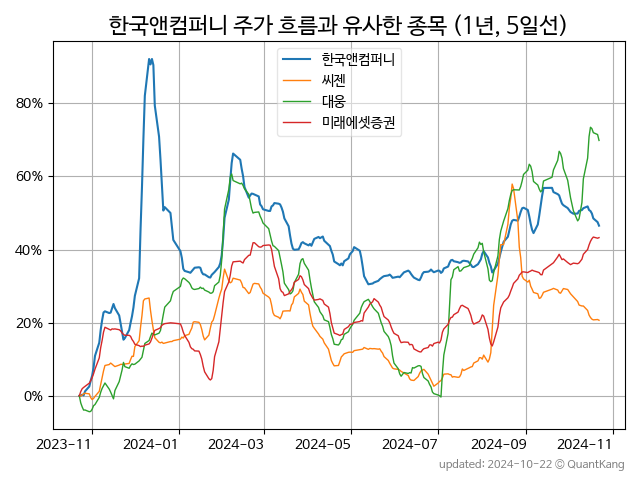 한국앤컴퍼니 주가 흐름과 유사한 종목 (1년, 5일선)
한국앤컴퍼니
씨젠
대웅
미래에셋증권
80%
60%
40%
20%
0%
2023-11 2024-01 2024-03 2024-05 2024-07 2024-09 2024-11
updated: 2024-10-22 © QuantKang